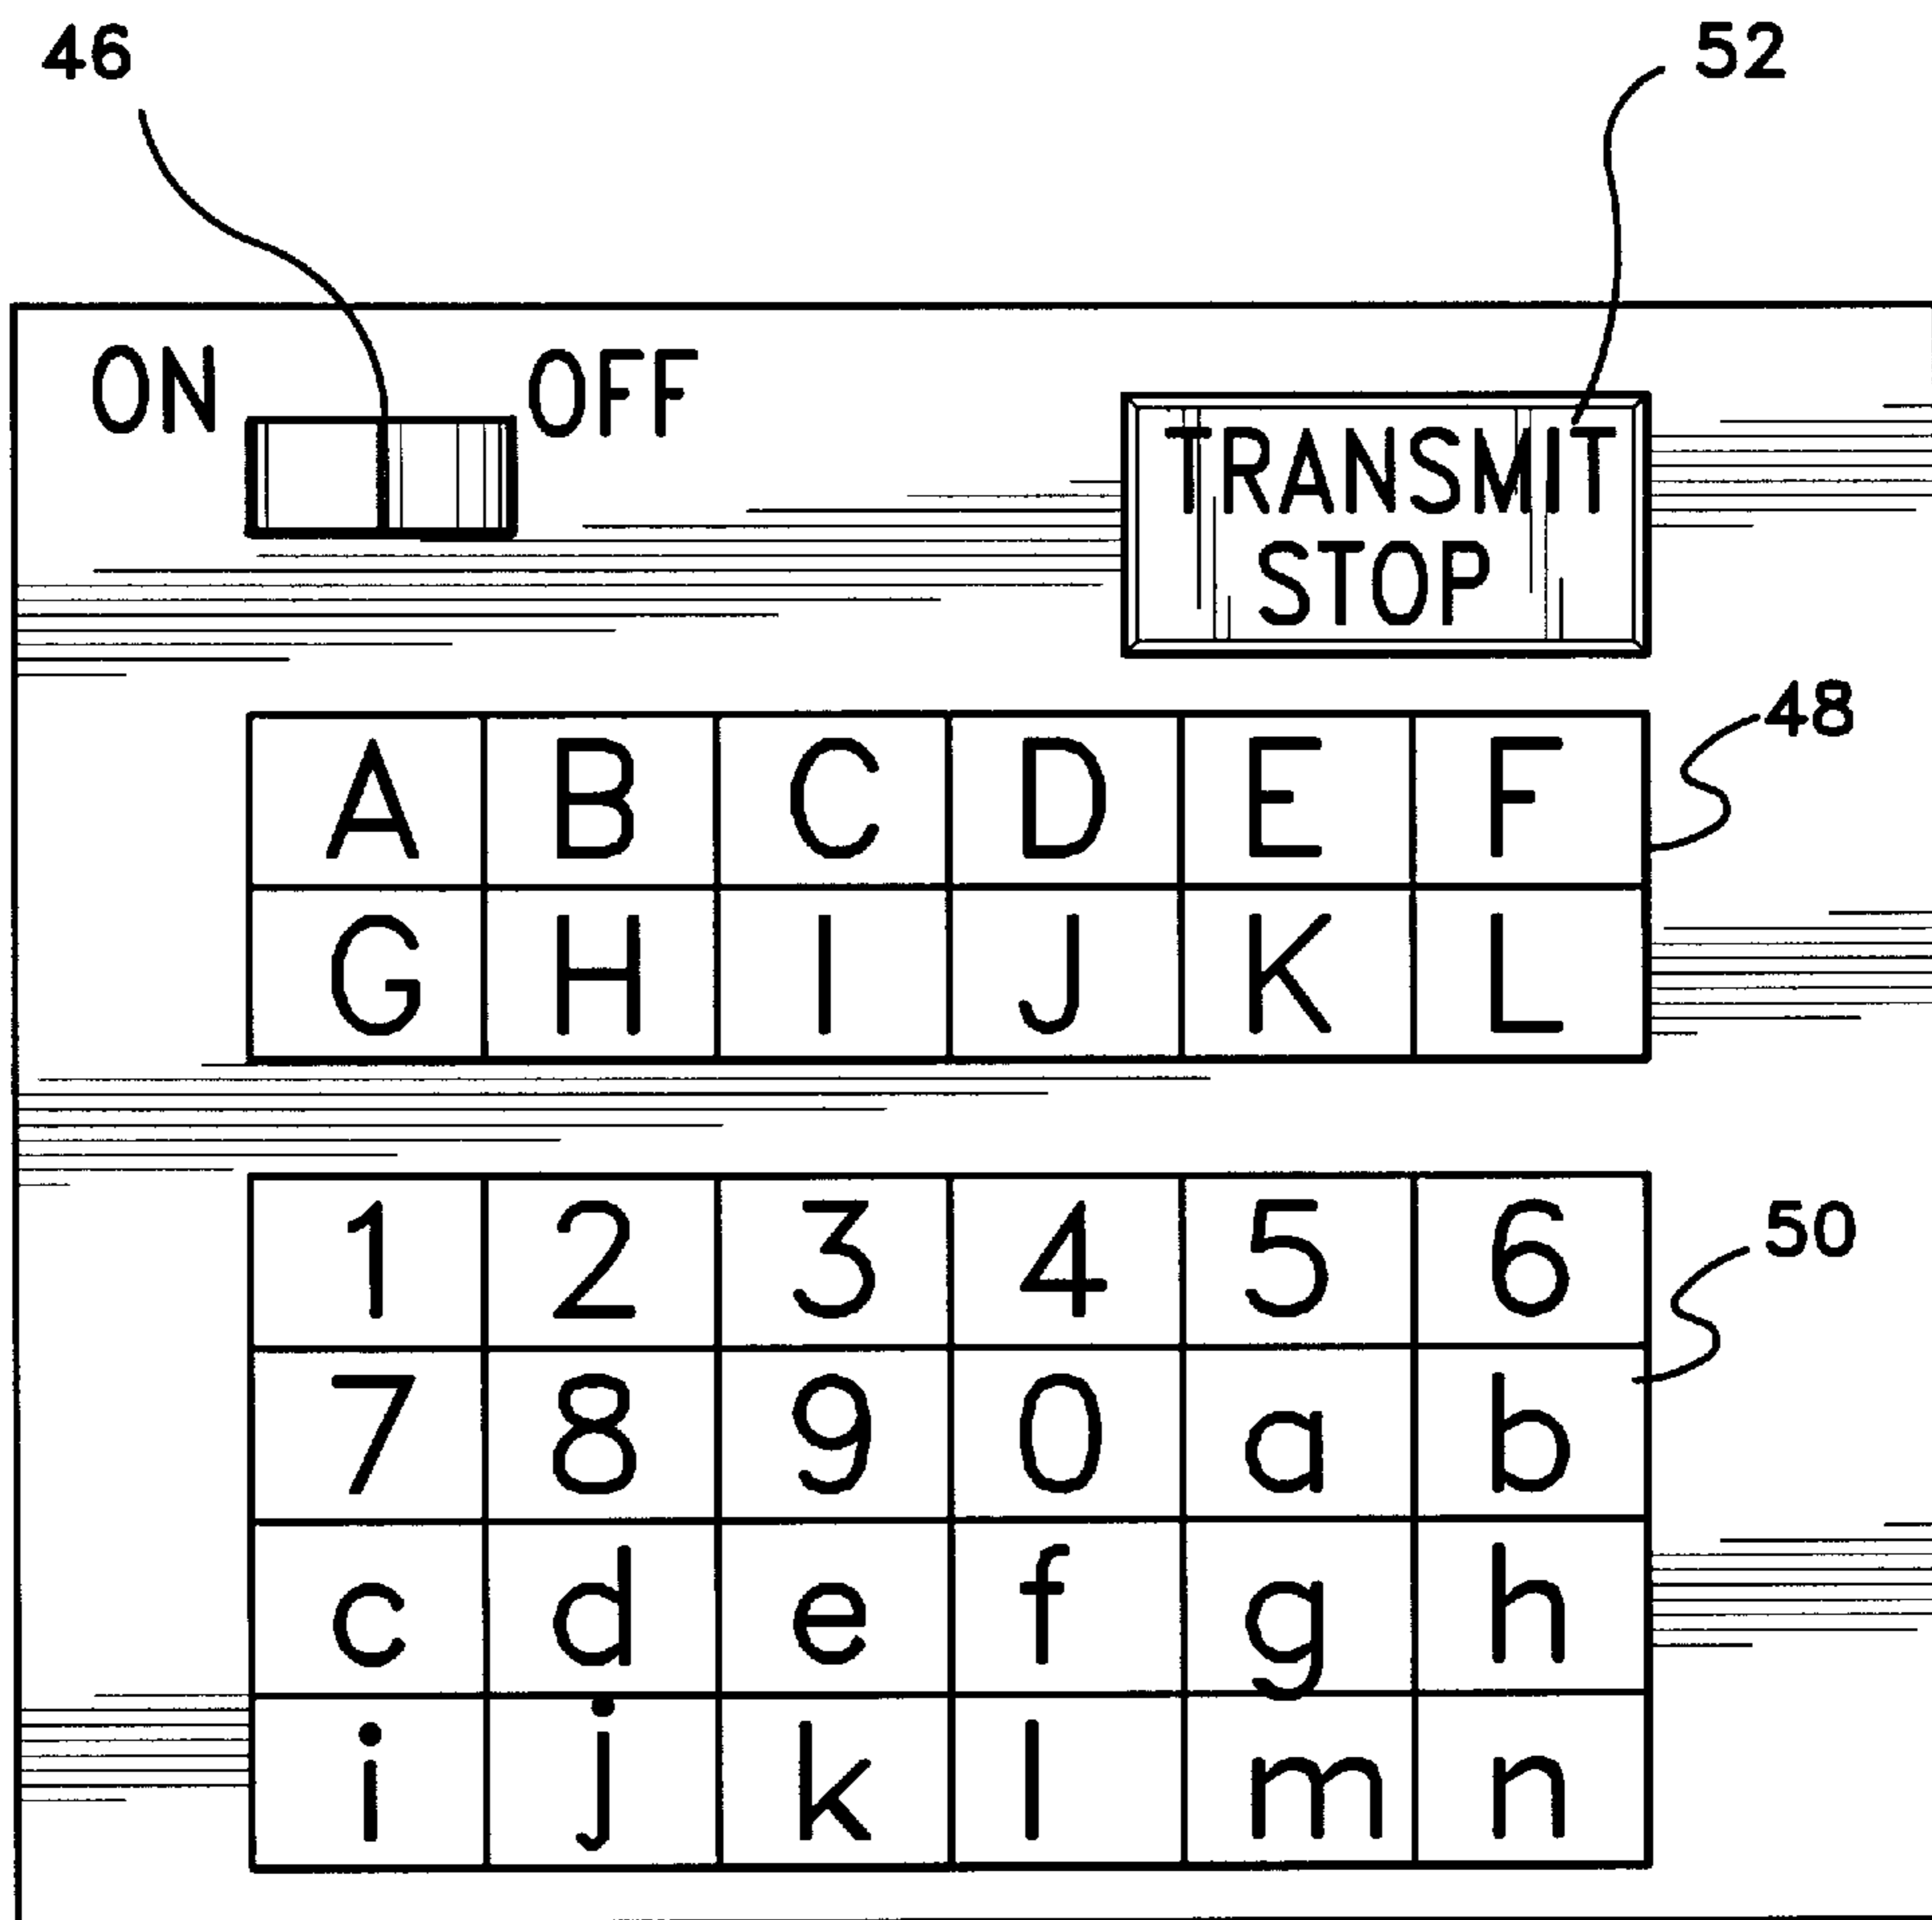 46 52
ON OFF
TRANSMIT
STOP
48
A B C D E F
G H I J K L
50
1 2 3 4 5 6
7 8 9 0 a b
c d e f g h
i j k l m n